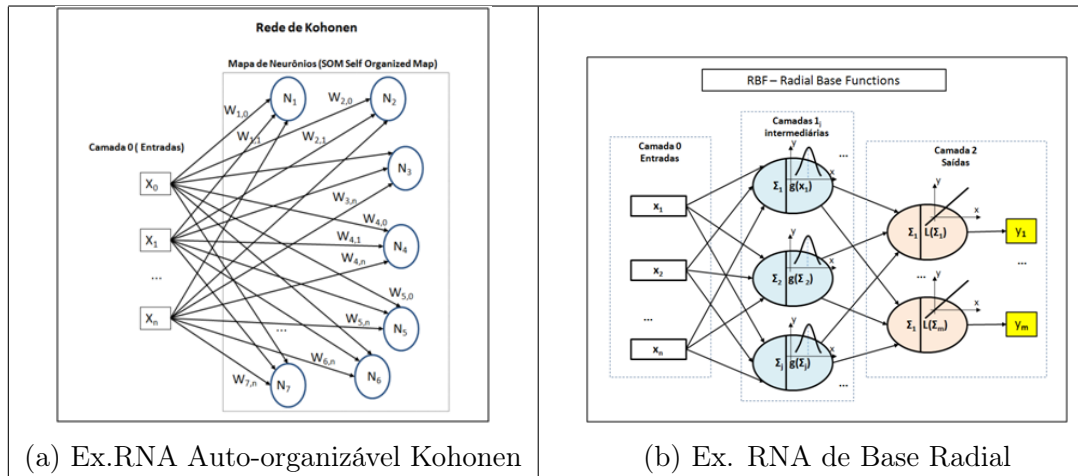 Rede de Kohonen
Mapa de Neurônios (SOM Self Organized Map)
Camada 0 ( Entradas)
X0
X1
...
Xn
W1,0
W2,0
W1,1
W2,1
W3,n
W4,0
W4,1
W4,n
W5,0
W5,n
...
W6,n
W7,n
N1
N2
N3
N4
N5
N6
N7
(a) Ex.RNA Auto-organizável Kohonen
RBF – Radial Base Functions
Camada 0
Entradas
x1
x2
...
xn
Camadas 1j
intermediárias
y
...
x
Σ1 g(x1)
y
x
Σ2 g(Σ2)
y
x
Σj g(Σj)
...
Camada 2
Saídas
y
x
Σ1 L(Σ1)
... y
x
Σ1 L(Σm)
y1
...
ym
...
(b) Ex. RNA de Base Radial